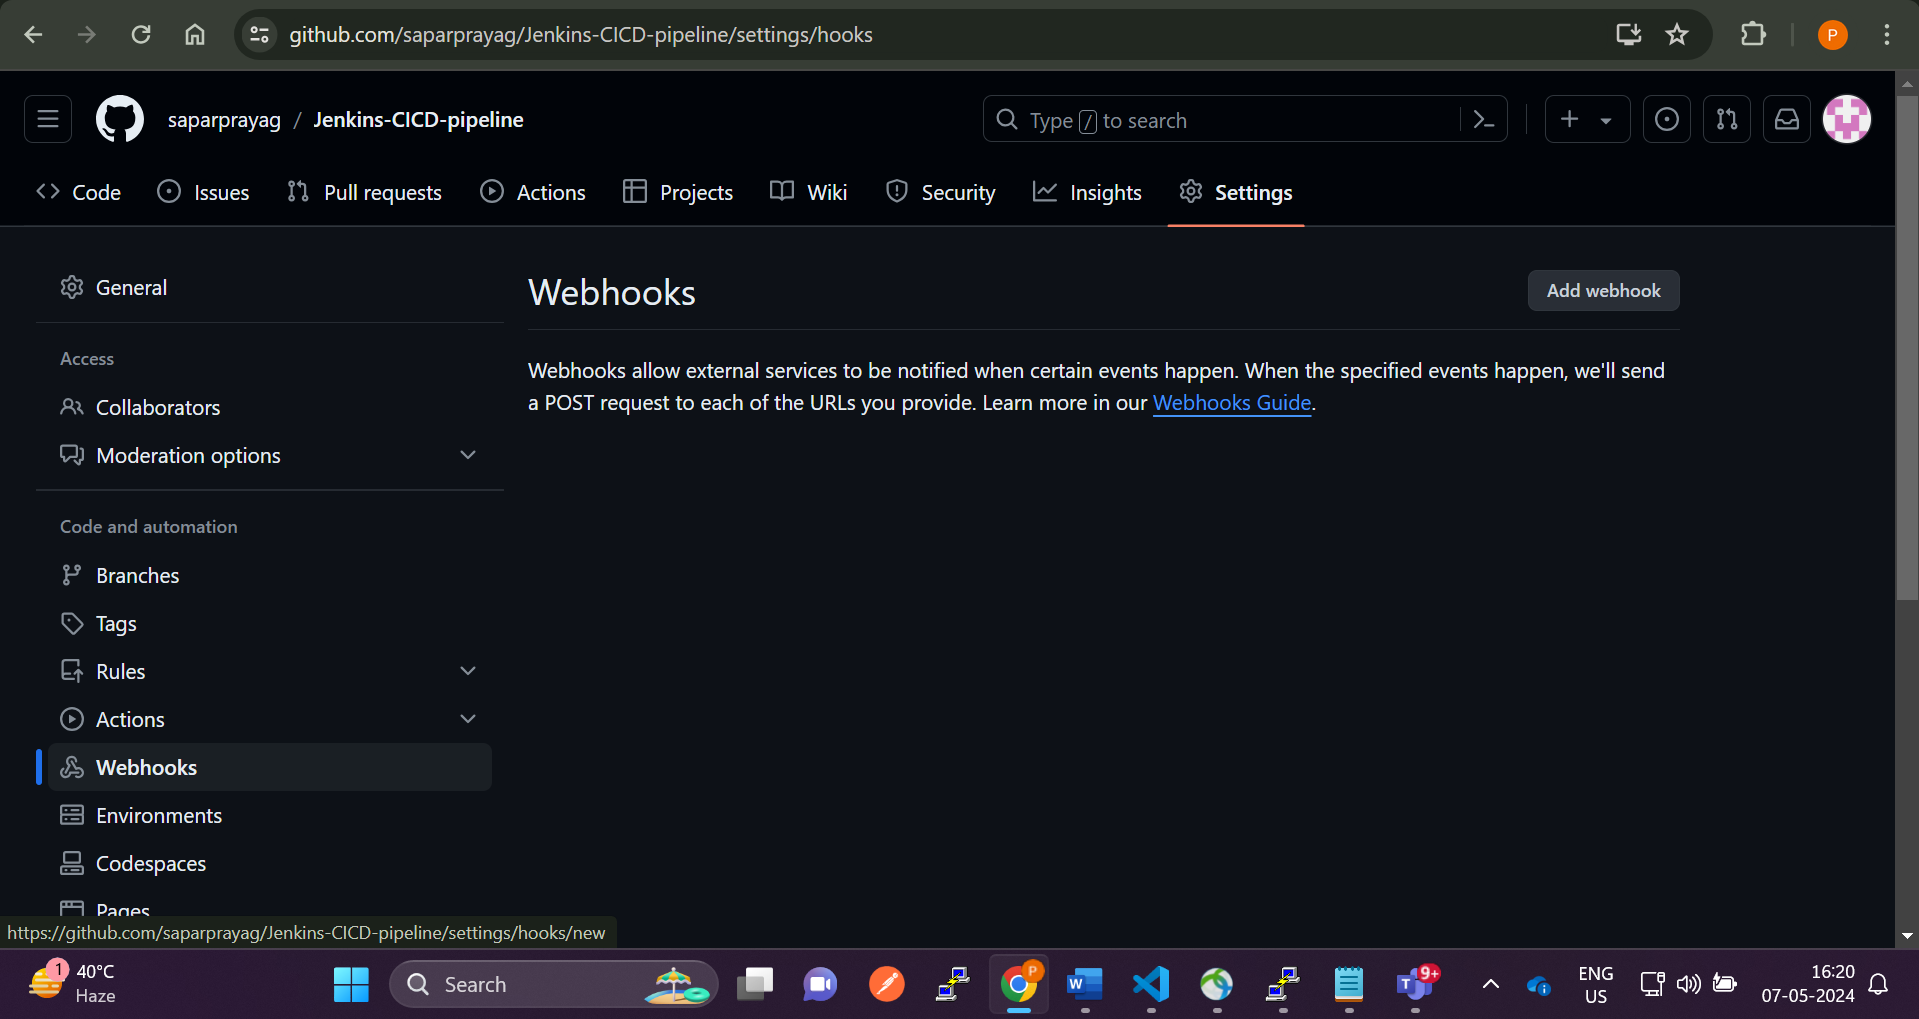 github.com/saparprayag/Jenkins-CICD-pipeline/settings/hooks
P
saparprayag / Jenkins-CICD-pipeline
Type / to search
Code Issues Pull requests Actions Projects Wiki Security Insights Settings
General
Access
Collaborators
Moderation options
Code and automation
Branches
Tags
Rules
Actions
Webhooks
Environments
Codespaces
Pages
Webhooks
Add webhook
Webhooks allow external services to be notified when certain events happen. When the specified events happen, we'll send
a POST request to each of the URLs you provide. Learn more in our Webhooks Guide.
https://github.com/saparprayag/Jenkins-CICD-pipeline/settings/hooks/new
1
40°C
Haze
Search
P
W
T
9+
ENG
US
16:20
07-05-2024